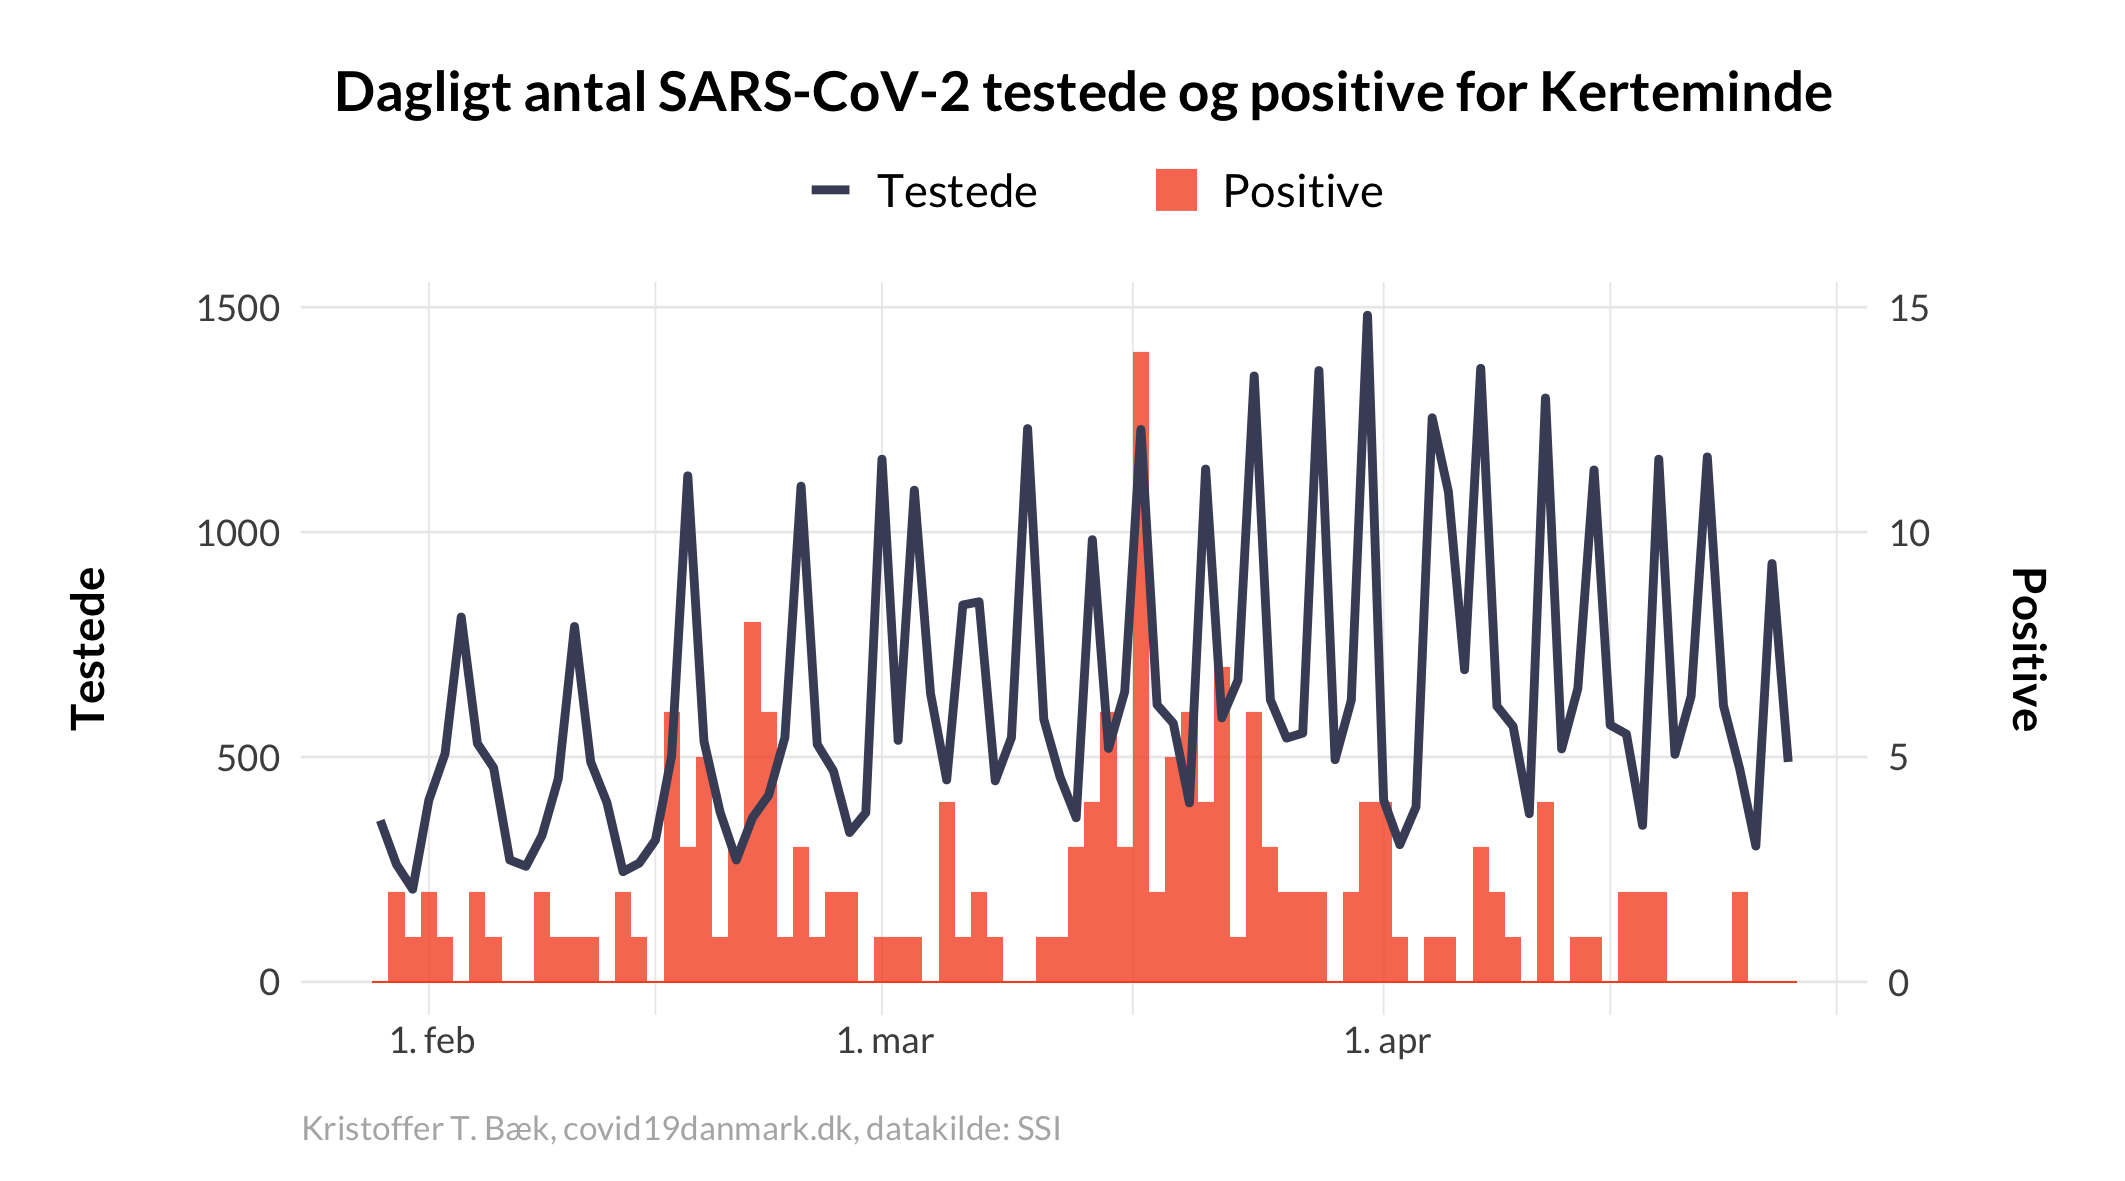 Dagligt antal SARS-CoV-2 testede og positive for Kerteminde
Testede
Positive
1500
1000
500
0
Testede
15
10
5
0
Positive
1. feb
1. mar
1. apr
Kristoffer T. Bæk, covid19danmark.dk, datakilde: SSI